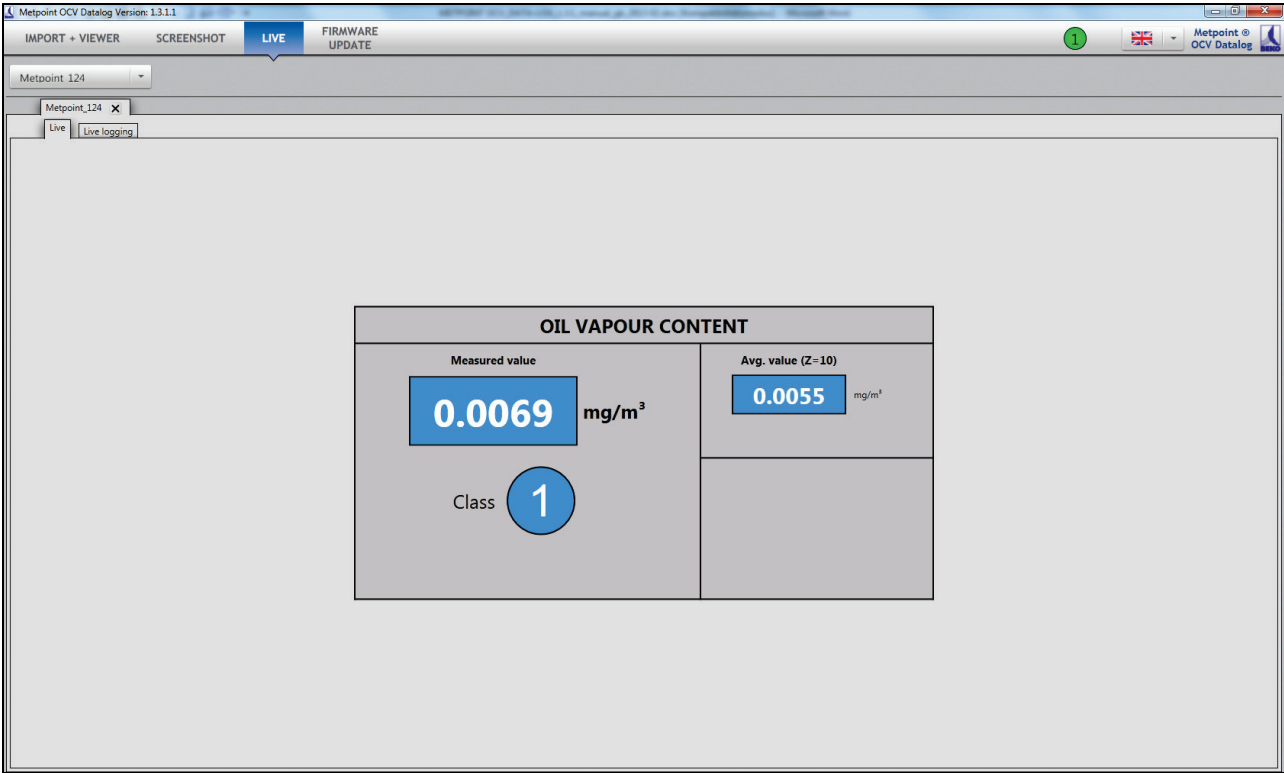 Metpoint OCV Datalog Version: 1.3.1.1
IMPORT + VIEWER
SCREENSHOT
LIVE
FIRMWARE
UPDATE
1
Metpoint ®
OCV Datalog
BEKO
Metpoint 124
Metpoint_124 X
Live
Live logging
OIL VAPOUR CONTENT
Measured value
0.0069 mg/m³
Class 1
Avg. value (Z=10)
0.0055 mg/m³